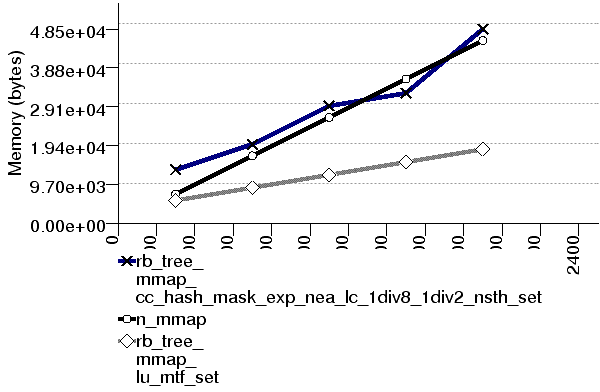 4.85e+04
3.88e+04
2.91e+04
1.94e+04
9.70e+03
0.00e+00
Memory (bytes)
0
2400
rb_tree_
mmap_
cc_hash_mask_exp_nea_lc_1div8_1div2_nsth_set
n_mmap
rb_tree_
mmap_
lu_mtf_set